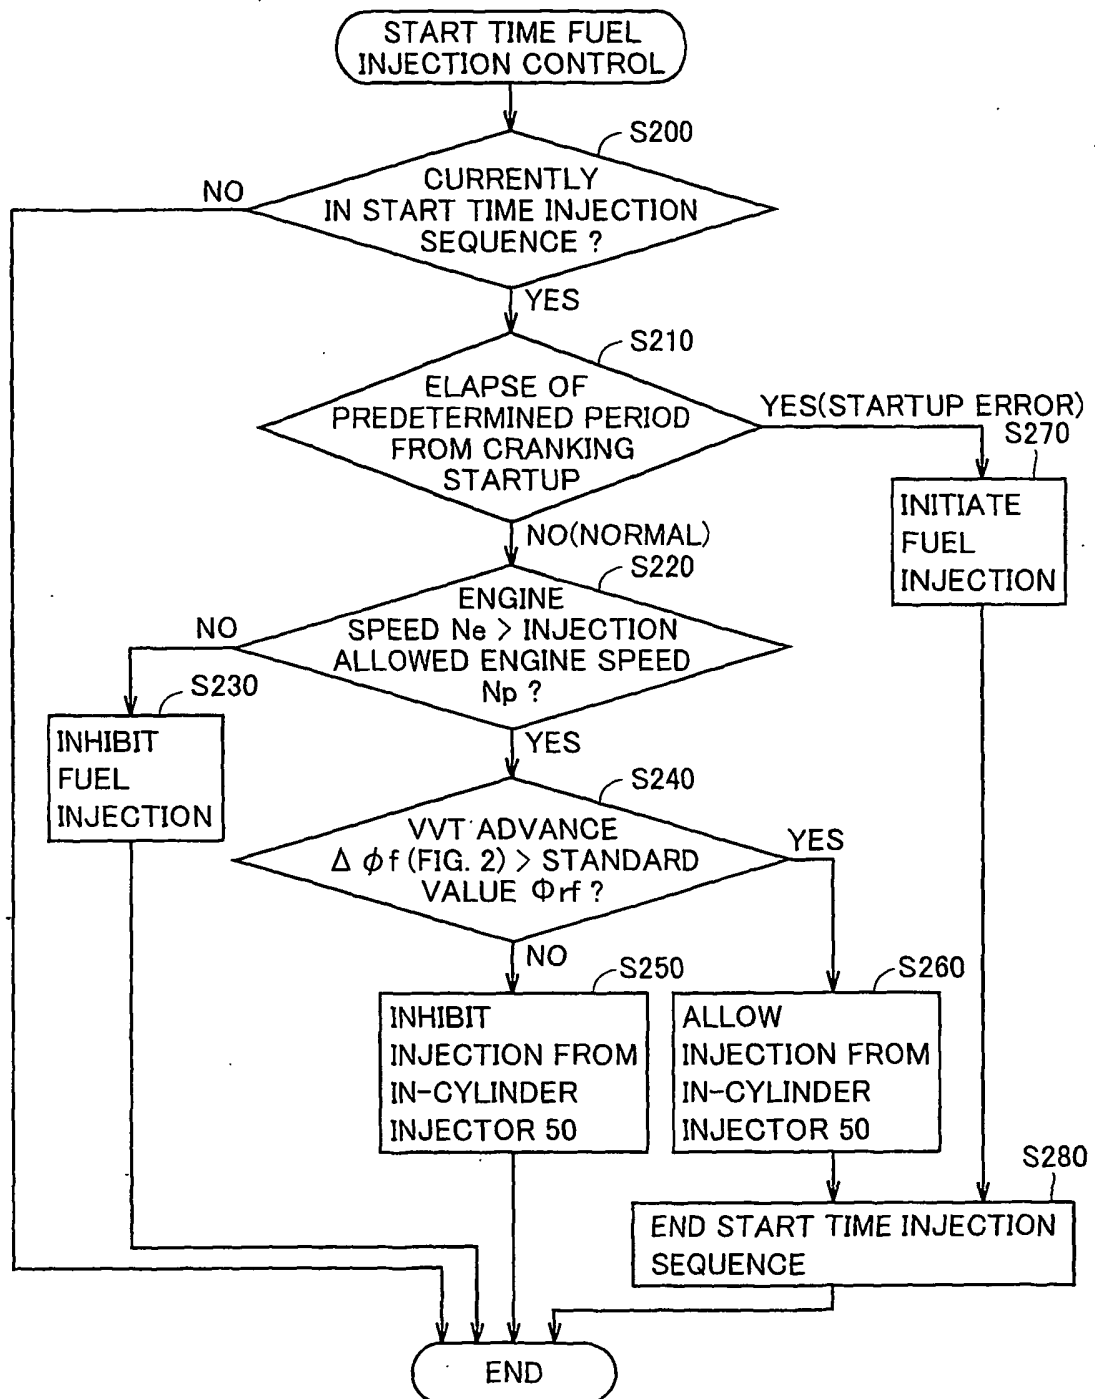 START TIME FUEL
INJECTION CONTROL
S200
NO
CURRENTLY
IN START TIME INJECTION
SEQUENCE ?
YES
S210
ELAPSE OF
PREDETERMINED PERIOD
FROM CRANKING
STARTUP
YES(STARTUP ERROR)
S270
INITIATE
FUEL
INJECTION
NO(NORMAL)
S220
ENGINE
SPEED Ne > INJECTION
ALLOWED ENGINE SPEED
Np ?
NO
S230
INHIBIT
FUEL
INJECTION
YES
S240
VVT ADVANCE
Δ φf (FIG. 2) > STANDARD
VALUE Φrf ?
YES
NO
S250
INHIBIT
INJECTION FROM
IN-CYLINDER
INJECTOR 50
S260
ALLOW
INJECTION FROM
IN-CYLINDER
INJECTOR 50
S280
END START TIME INJECTION
SEQUENCE
END